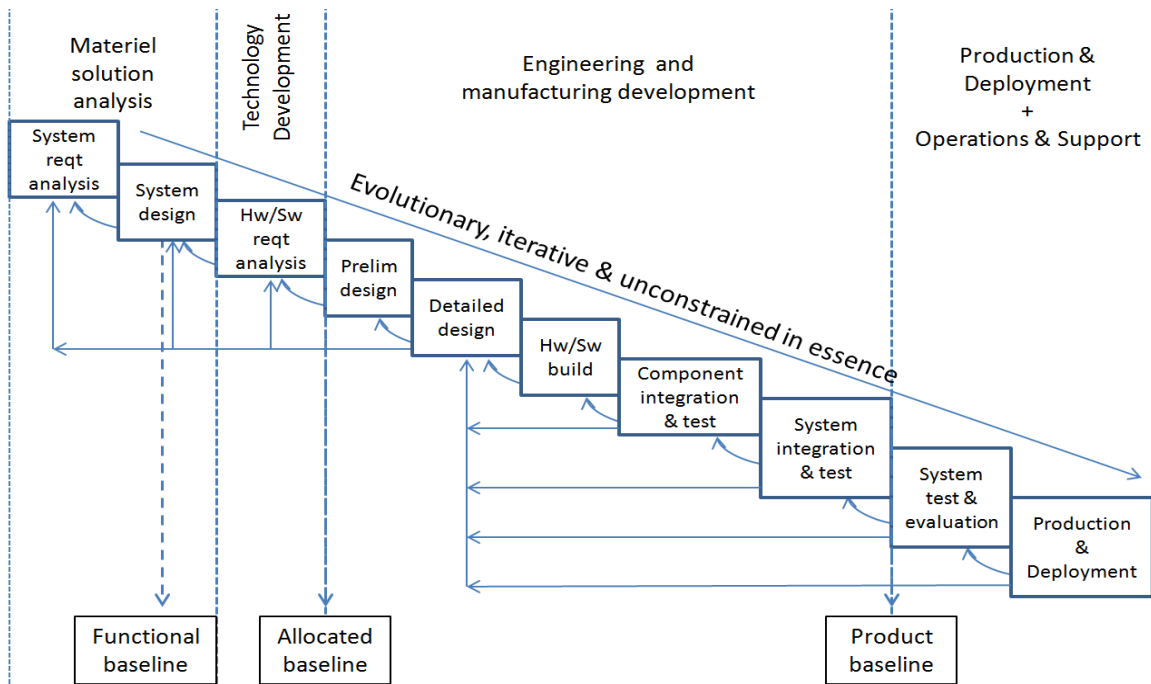 Materiel
solution
analysis
Technology
Development
Engineering and
manufacturing development
Production &
Deployment
+
Operations & Support
System
reqt
analysis
System
design
Hw/Sw
reqt
analysis
Prelim
design
Detailed
design
Hw/Sw
build
Component
integration
& test
System
integration
& test
System
test &
evaluation
Production
&
Deployment
Evolutionary, iterative & unconstrained in essence
Functional
baseline
Allocated
baseline
Product
baseline